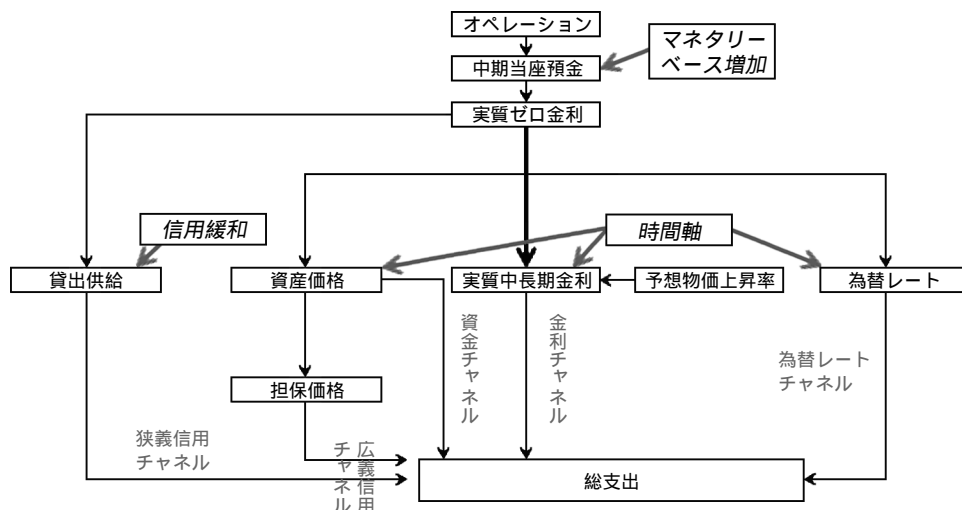 オペレーション
マネタリー
ベース増加
中期当座預金
実質ゼロ金利
信用緩和
時間軸
貸出供給
資産価格
実質中長期金利
予想物価上昇率
為替レート
資金チャネル
金利チャネル
為替レート
チャネル
担保価格
狭義信用
チャネル
広義信用
チャネル
総支出